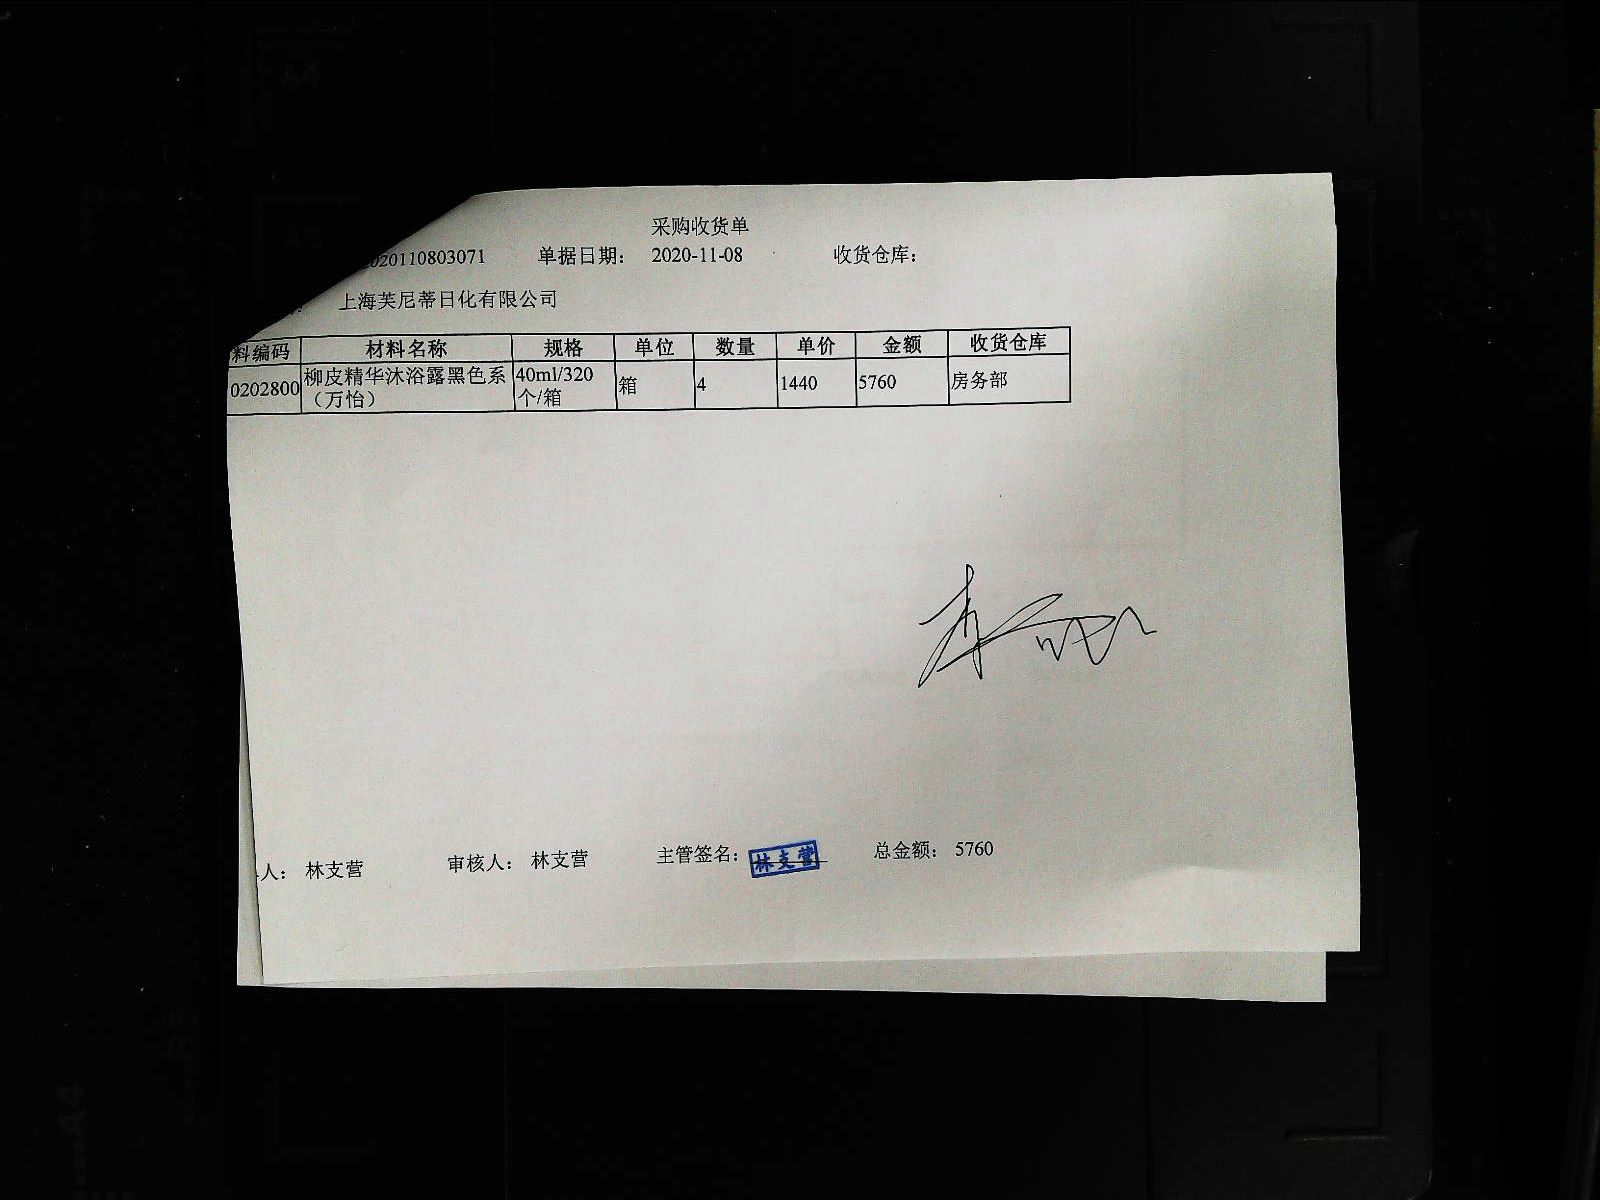 采购收货单
2020110803071 单据日期： 2020-11-08 收货仓库：
上海芙尼蒂日化有限公司
料编码 材料名称 规格 单位 数量 单价 金额 收货仓库
0202800 柳皮精华沐浴露黑色系（万怡） 40ml/320个/箱 箱 4 1440 5760 房务部
人： 林支营 审核人： 林支营 主管签名： 林支营 总金额： 5760